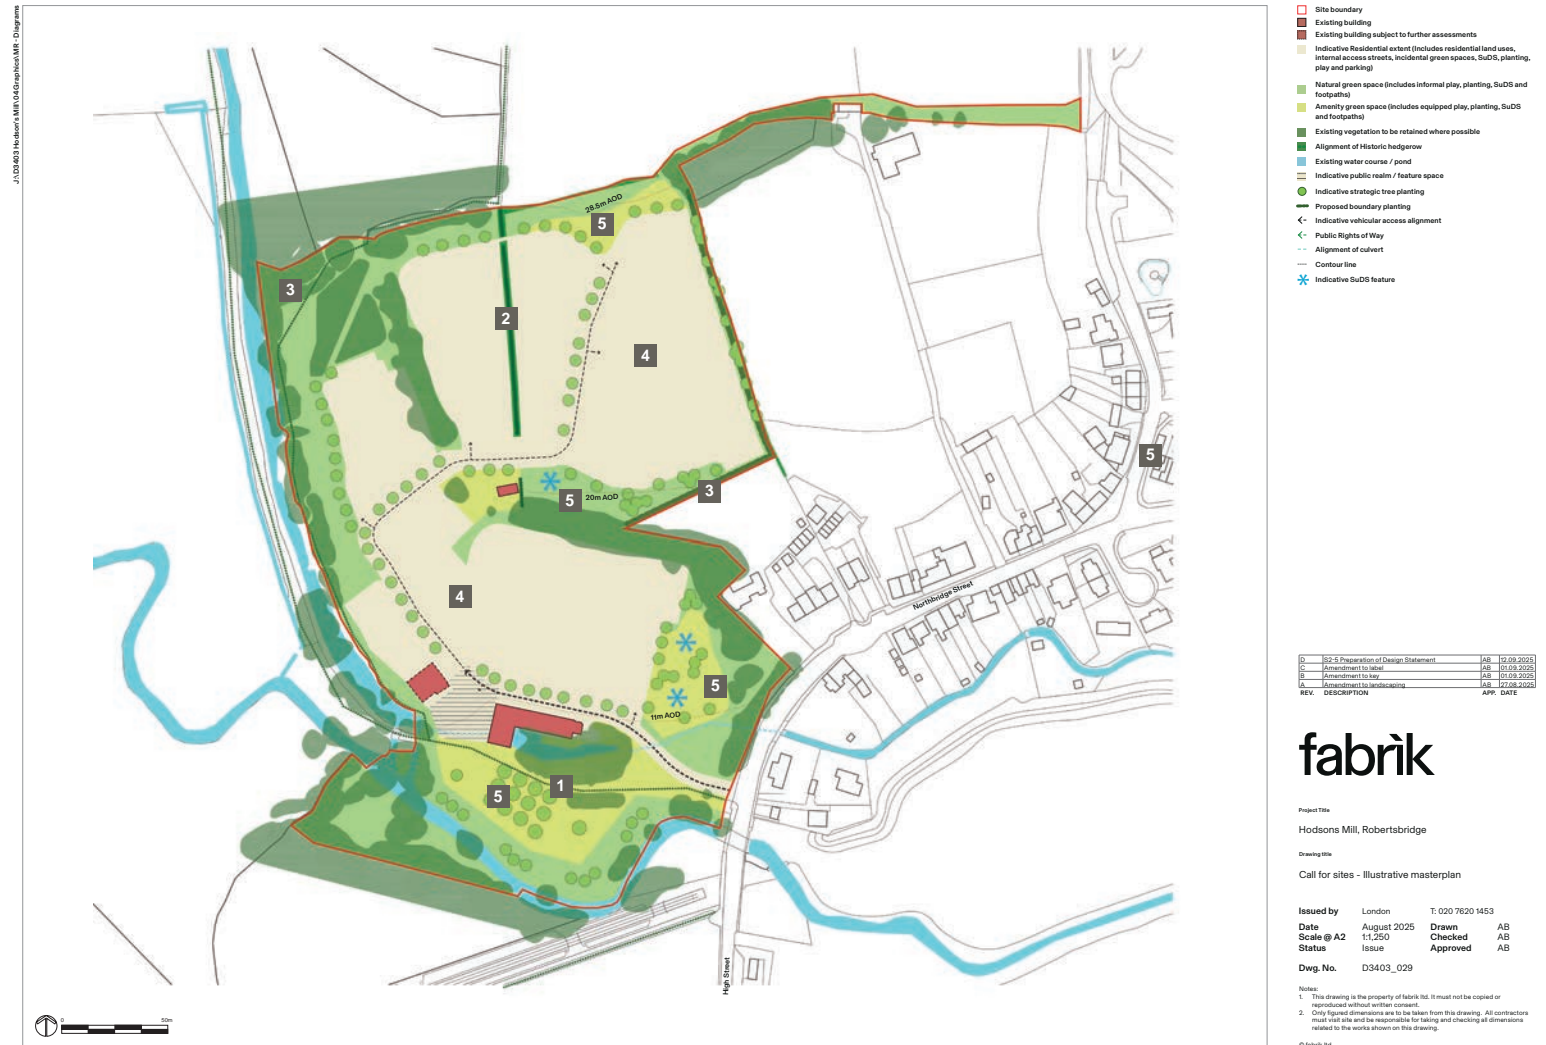 J:\D3403 Hodson's Mill\04Graphics\MR-Diagrams
Site boundary
Existing building
Existing building subject to further assessments
Indicative Residential extent (Includes residential land uses,
internal access streets, incidental green spaces, SuDS, planting,
play and parking)
Natural green space (includes informal play, planting, SuDS and
footpaths)
Amenity green space (includes equipped play, planting, SuDS
and footpaths)
Existing vegetation to be retained where possible
Alignment of Historic hedgerow
Existing water course / pond
Indicative public realm / feature space
Indicative strategic tree planting
Proposed boundary planting
Indicative vehicular access alignment
Public Rights of Way
Alignment of culvert
Contour line
Indicative SuDS feature
28.5m AOD
5
3
2
4
5
3
5
20m AOD
4
Northbridge Street
5
11m AOD
1
5
High Street
0
50m
D S2-5 Preparation of Design Statement AB 12.09.2025
C Amendment to label AB 01.09.2025
B Amendment to key AB 01.09.2025
A Amendment to landscaping AB 27.08.2025
REV. DESCRIPTION APP. DATE
fabrìk
Project Title
Hodsons Mill, Robertsbridge
Drawing title
Call for sites - Illustrative masterplan
Issued by London T: 020 7620 1453
Date August 2025 Drawn AB
Scale @ A2 1:1,250 Checked AB
Status Issue Approved AB
Dwg. No. D3403_029
Notes:
1. This drawing is the property of fabrik ltd. It must not be copied or
reproduced without written consent.
2. Only figured dimensions are to be taken from this drawing. All contractors
must visit site and be responsible for taking and checking all dimensions
related to the works shown on this drawing.